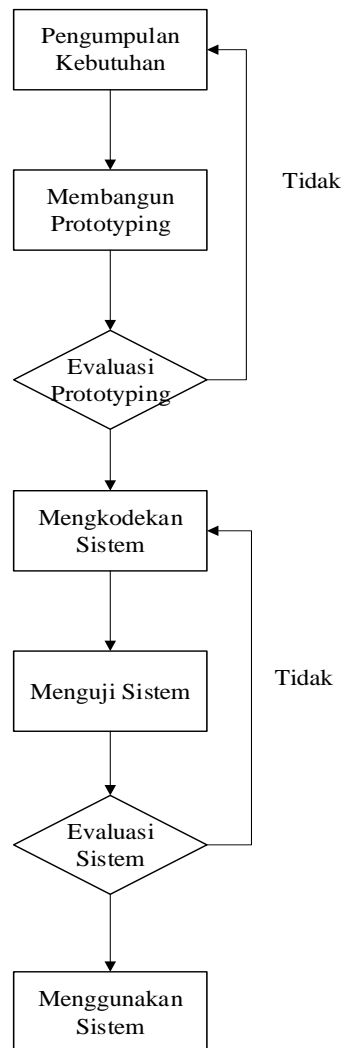 Pengumpulan
Kebutuhan
Tidak
Membangun
Prototyping
Evaluasi
Prototyping
Mengkodekan
Sistem
Menguji Sistem
Tidak
Evaluasi
Sistem
Menggunakan
Sistem